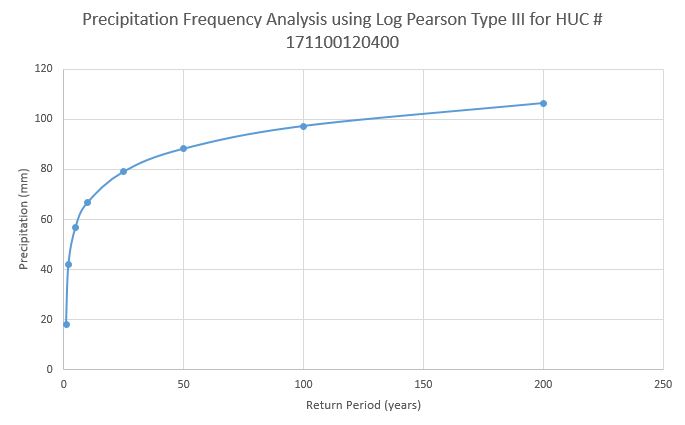 Precipitation Frequency Analysis using Log Pearson Type III for HUC #
171100120400
120
100
80
60
40
20
0
Precipitation (mm)
0 50 100 150 200 250
Return Period (years)